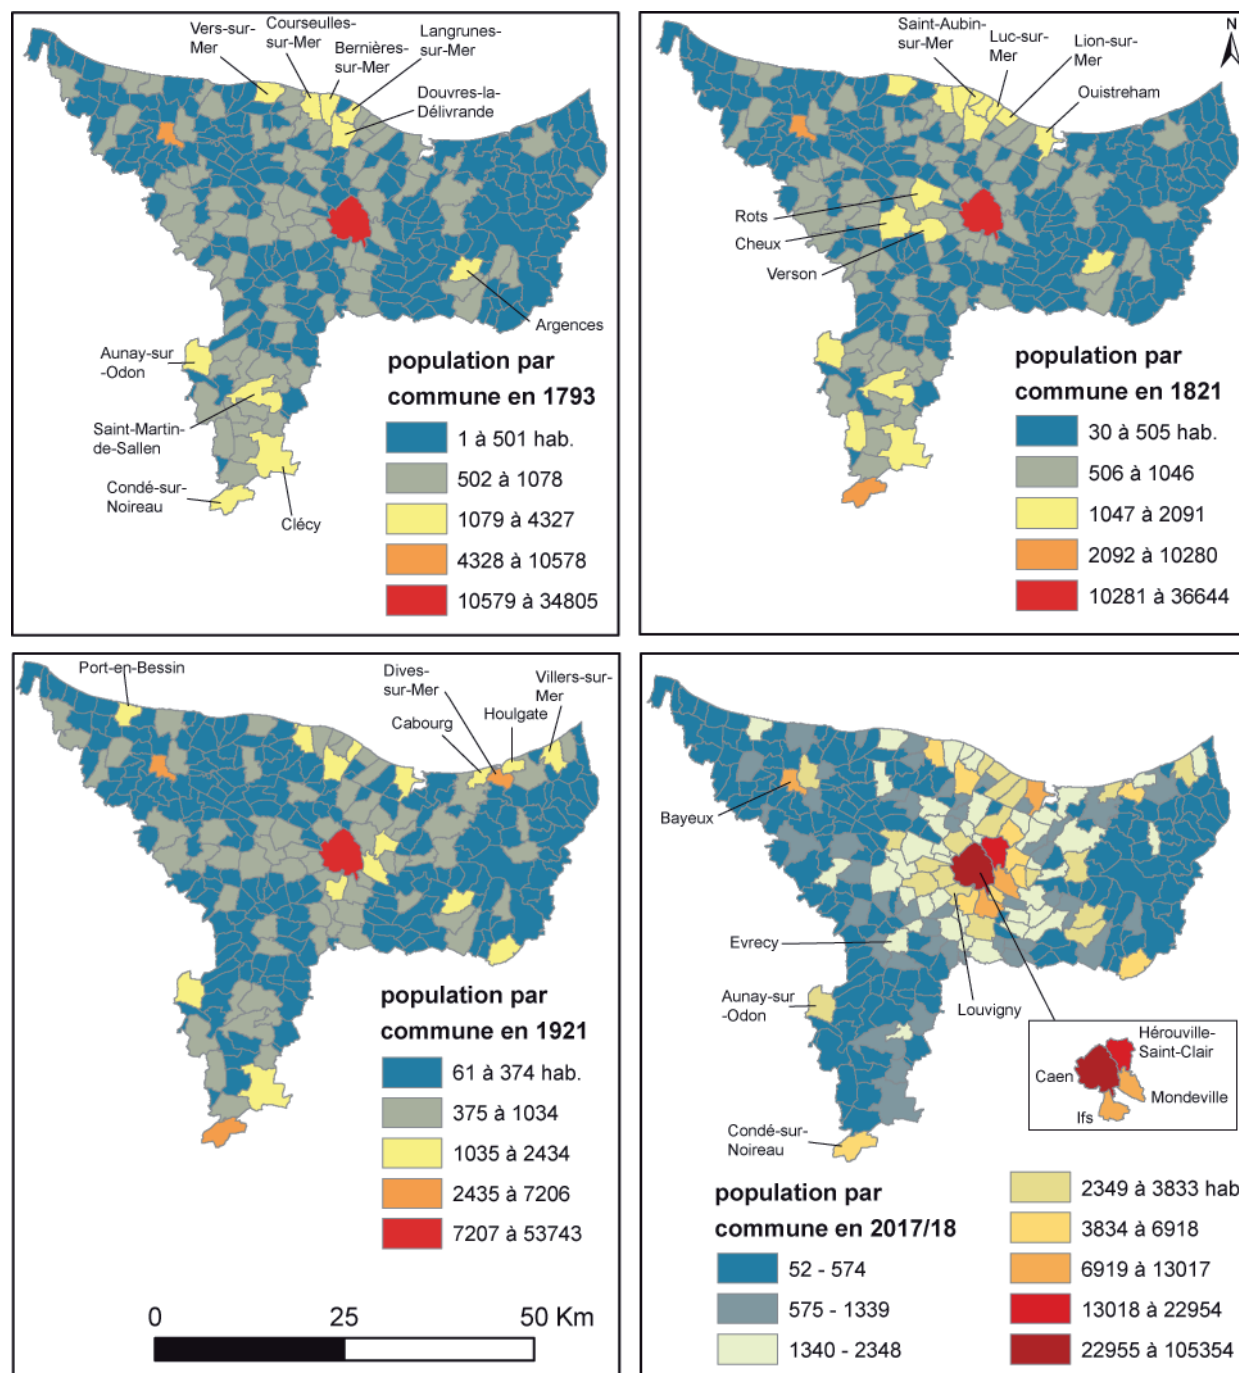 Vers-sur-
Mer
Courseulles-
sur-Mer
Bernières-
sur-Mer
Langrunes-
sur-Mer
Douvres-la-
Délivrande
Argences
Aunay-sur
-Odon
Saint-Martin-
de-Sallen
Condé-sur-
Noireau
Clécy
population par
commune en 1793
1 à 501 hab.
502 à 1078
1079 à 4327
4328 à 10578
10579 à 34805
Saint-Aubin-
sur-Mer
Luc-sur-
Mer
Lion-sur-
Mer
Ouistreham
N
Rots
Cheux
Verson
population par
commune en 1821
30 à 505 hab.
506 à 1046
1047 à 2091
2092 à 10280
10281 à 36644
Port-en-Bessin
Dives-
sur-Mer
Cabourg
Houlgate
Villers-sur-
Mer
population par
commune en 1921
61 à 374 hab.
375 à 1034
1035 à 2434
2435 à 7206
7207 à 53743
0 25 50 Km
Bayeux
Evrecy
Aunay-sur
-Odon
Louvigny
Condé-sur-
Noireau
Hérouville-
Saint-Clair
Caen
Mondeville
Ifs
population par
commune en 2017/18
52 - 574
575 - 1339
1340 - 2348
2349 à 3833 hab
3834 à 6918
6919 à 13017
13018 à 22954
22955 à 105354